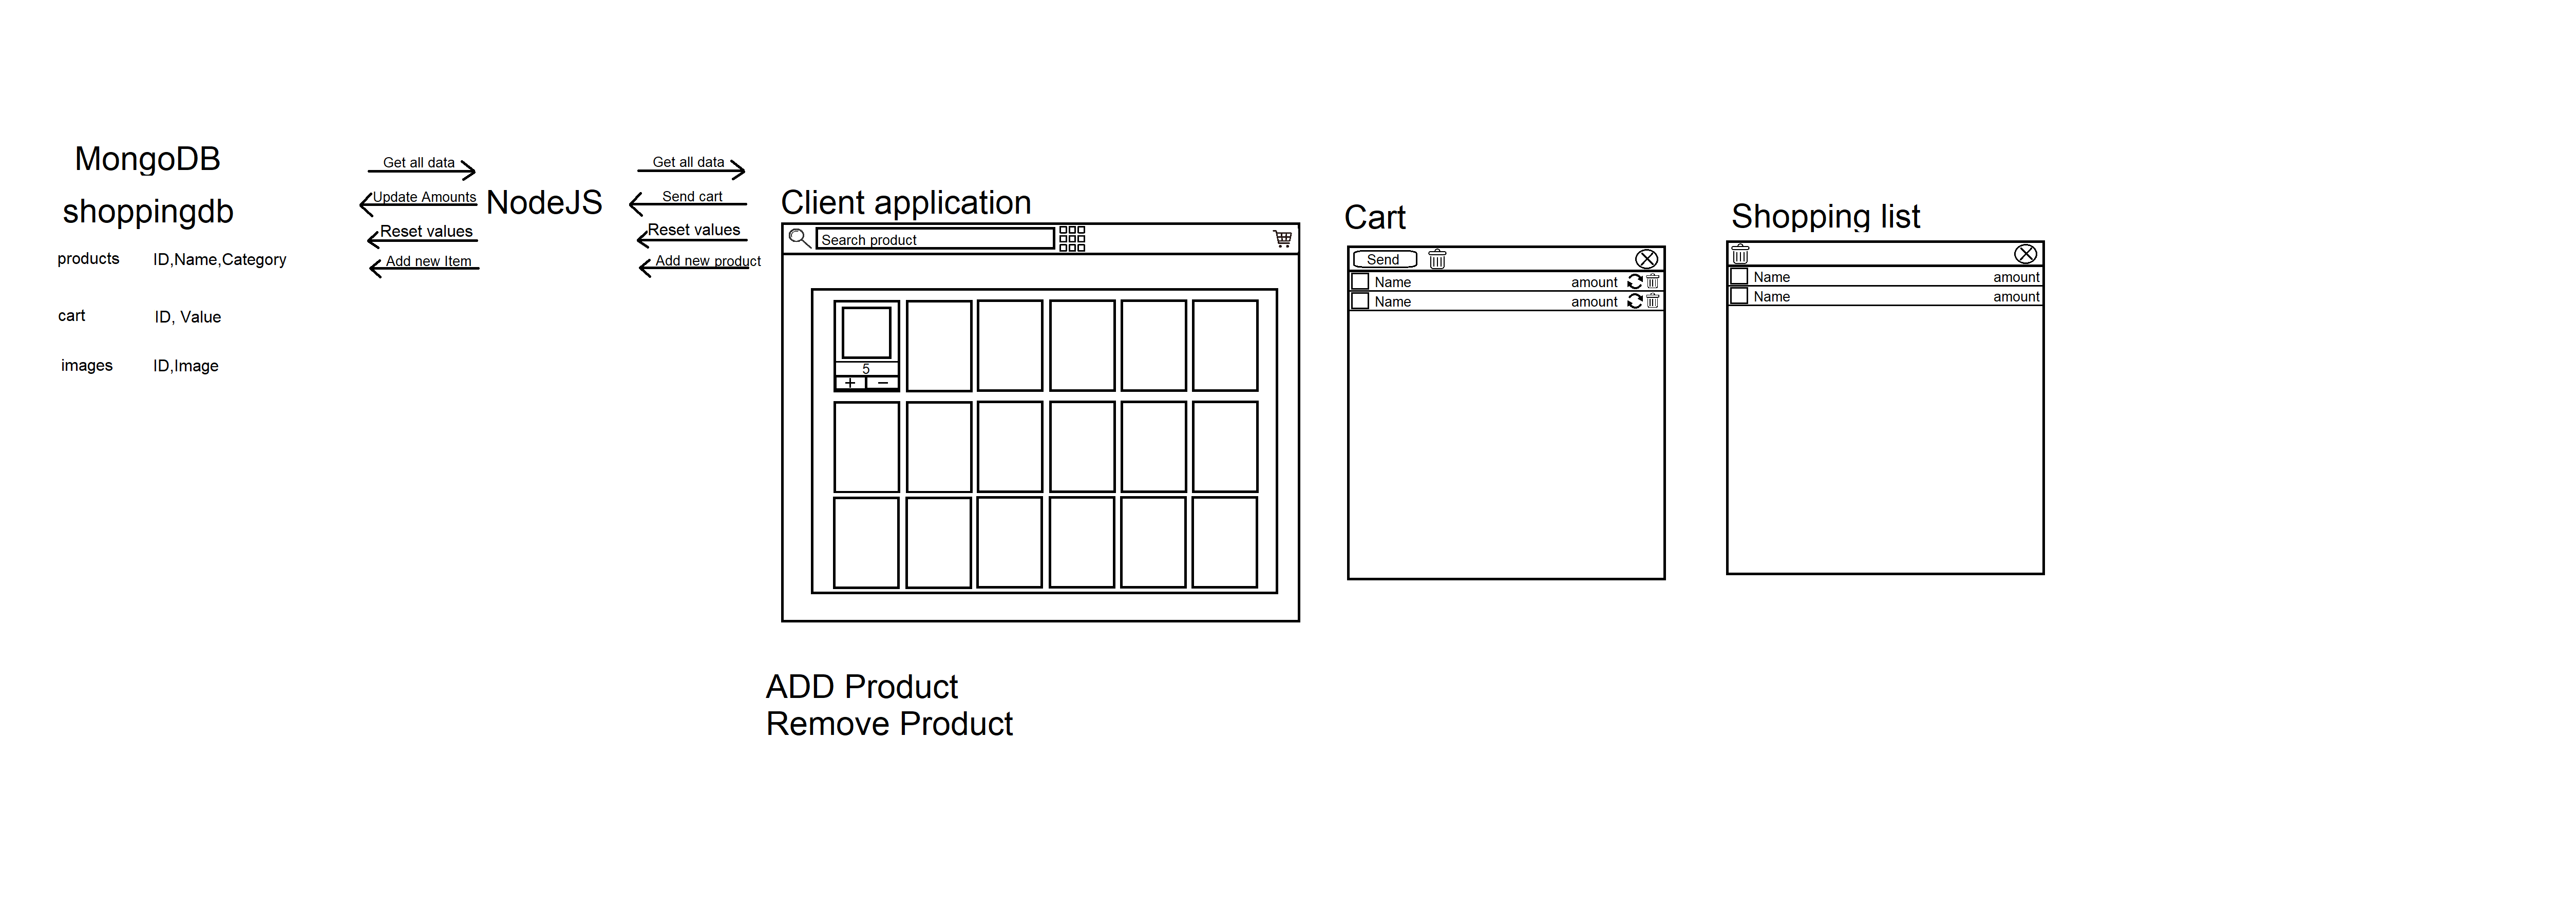 MongoDB
shoppingdb
products ID,Name,Category
cart ID, Value
images ID,Image
Get all data
Update Amounts
Reset values
Add new Item
NodeJS
Get all data
Send cart
Reset values
Add new product
Client application
Search product
5
+ −
ADD Product
Remove Product
Cart
Send
Name amount
Name amount
Shopping list
Name amount
Name amount